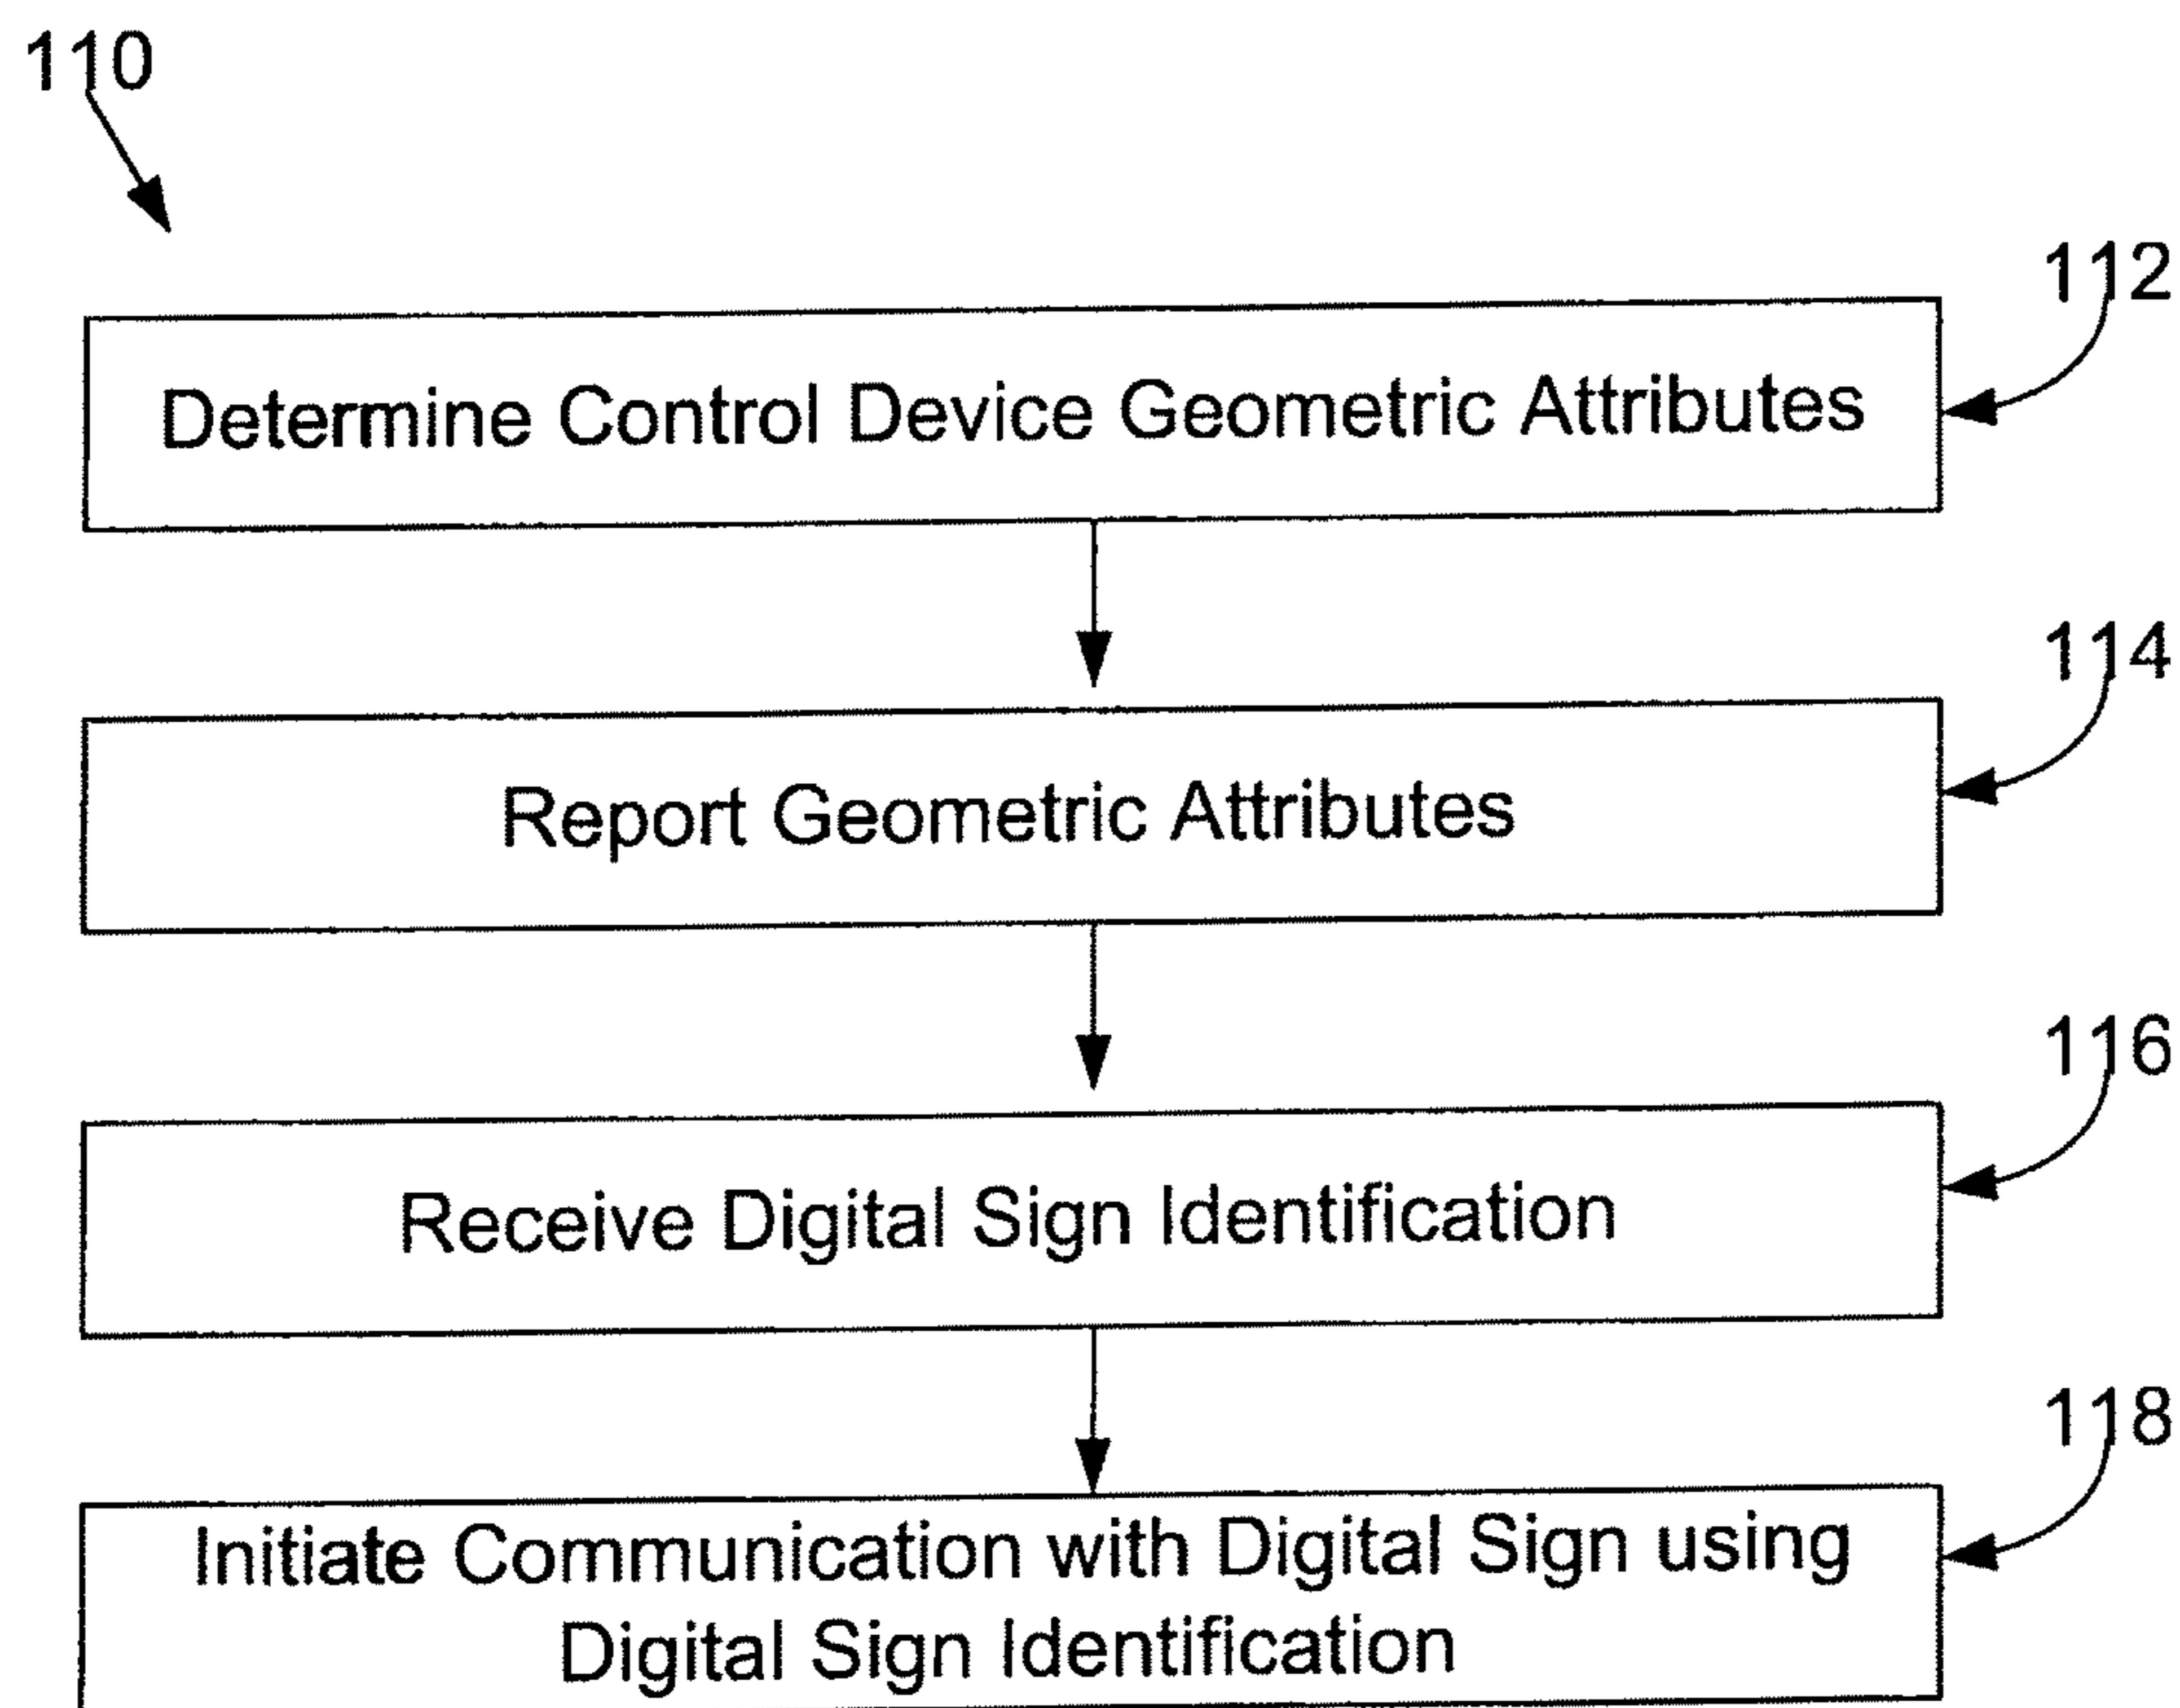 110
112
Determine Control Device Geometric Attributes
114
Report Geometric Attributes
116
Receive Digital Sign Identification
118
Initiate Communication with Digital Sign using
Digital Sign Identification